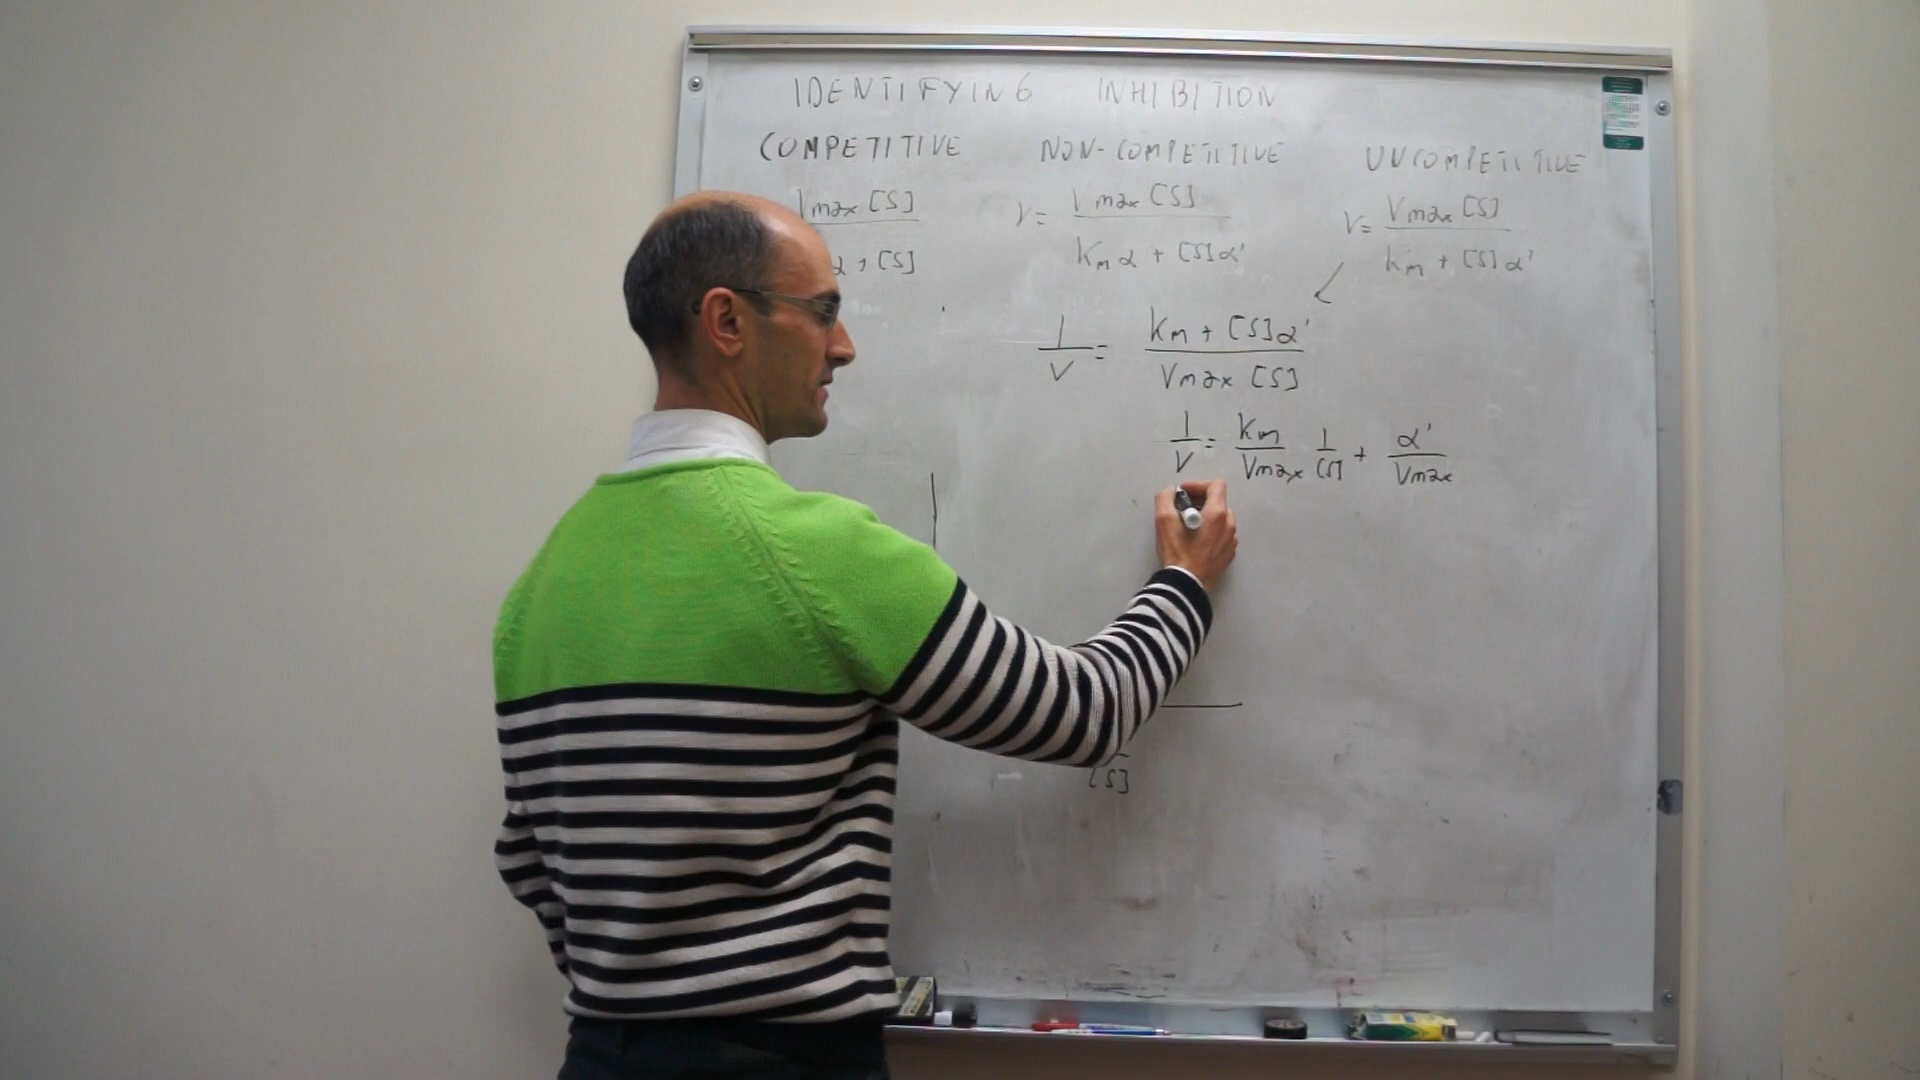 IDENTIFYING INHIBITION
COMPETITIVE NON-COMPETITIVE UNCOMPETITIVE
Vmax [S] V = Vmax [S] V = Vmax [S]
α + [S] Km α + [S] α' Km + [S] α'
1 Km + [S] α'
V = Vmax [S]
1 Km 1 α'
V = Vmax [S] + Vmax
[S]